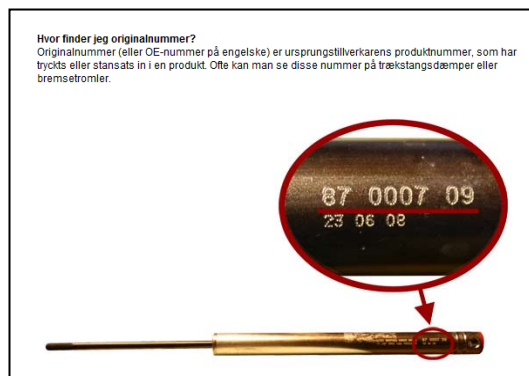 Hvor finder jeg originalnummer?
Originalnummer (eller OE-nummer på engelske) er ursprungstillverkarens produktnummer, som har
tryckts eller stansats in i en produkt. Ofte kan man se disse nummer på trækstangsdæmper eller
bremsetromler.
87 0007 09
23 06 08